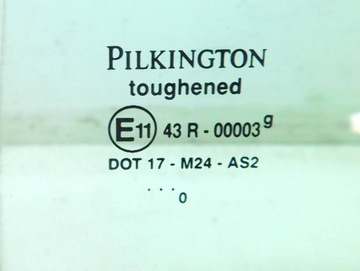 PILKINGTON
toughened
E11 43 R - 00003 g
DOT 17 - M24 - AS2
. . .
0